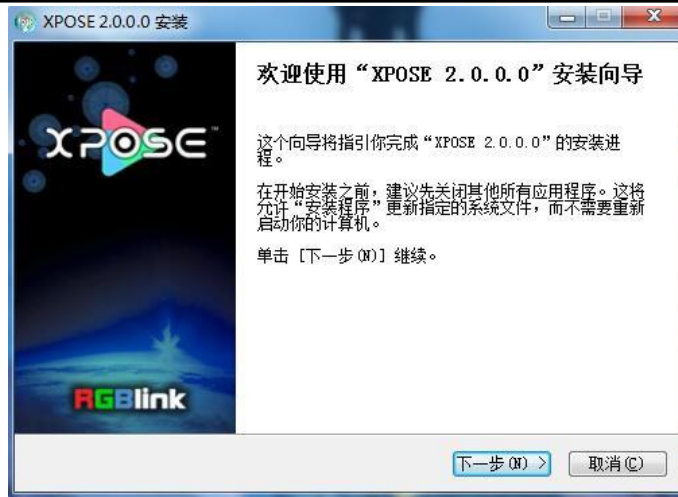 XPOSE 2.0.0.0 安装
XPOSE™
欢迎使用“XPOSE 2.0.0.0”安装向导
这个向导将指引你完成“XPOSE 2.0.0.0”的安装进
程。
在开始安装之前，建议先关闭其他所有应用程序。这将
允许“安装程序”更新指定的系统文件，而不需要重新
启动你的计算机。
单击 [下一步(N)] 继续。
RGBlink
下一步(N) >
取消(C)